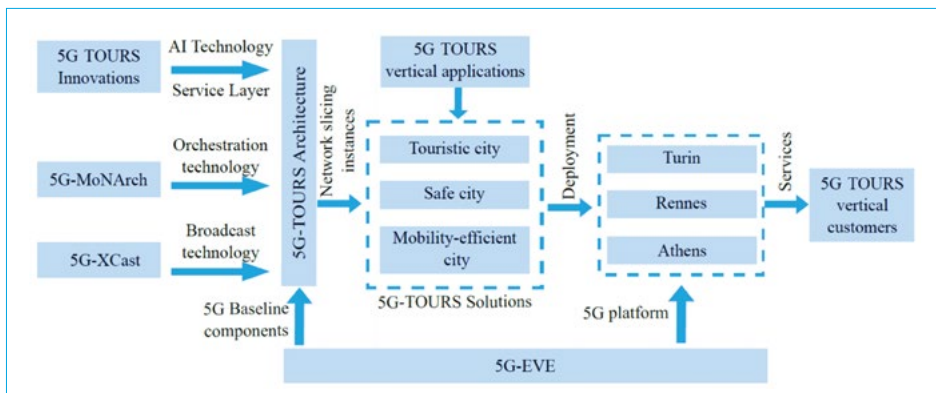 5G TOURS
Innovations
AI Technology
Service Layer
5G-MoNArch
Orchestration
technology
5G-XCast
Broadcast
technology
5G-TOURS Architecture
5G Baseline
components
Network slicing
instances
5G TOURS
vertical applications
Touristic city
Safe city
Mobility-efficient
city
5G-TOURS Solutions
Deployment
Turin
Rennes
Athens
5G platform
Services
5G TOURS
vertical
customers
5G-EVE